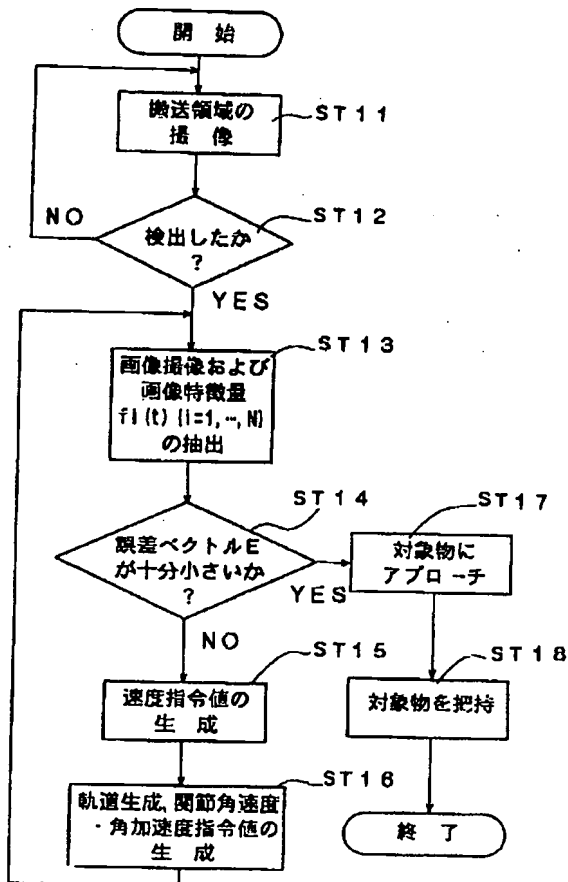 開 始
搬送領域の
撮 像
ST11
検出したか
?
ST12
NO
YES
画像撮像および
画像特徴量
fi(t) (i=1,…,N)
の抽出
ST13
誤差ベクトルE
が十分小さいか
?
ST14
YES
NO
対象物に
アプローチ
ST17
速度指令値の
生 成
ST15
対象物を把持
ST18
軌道生成、関節角速度
・角加速度指令値の
生 成
ST16
終 了